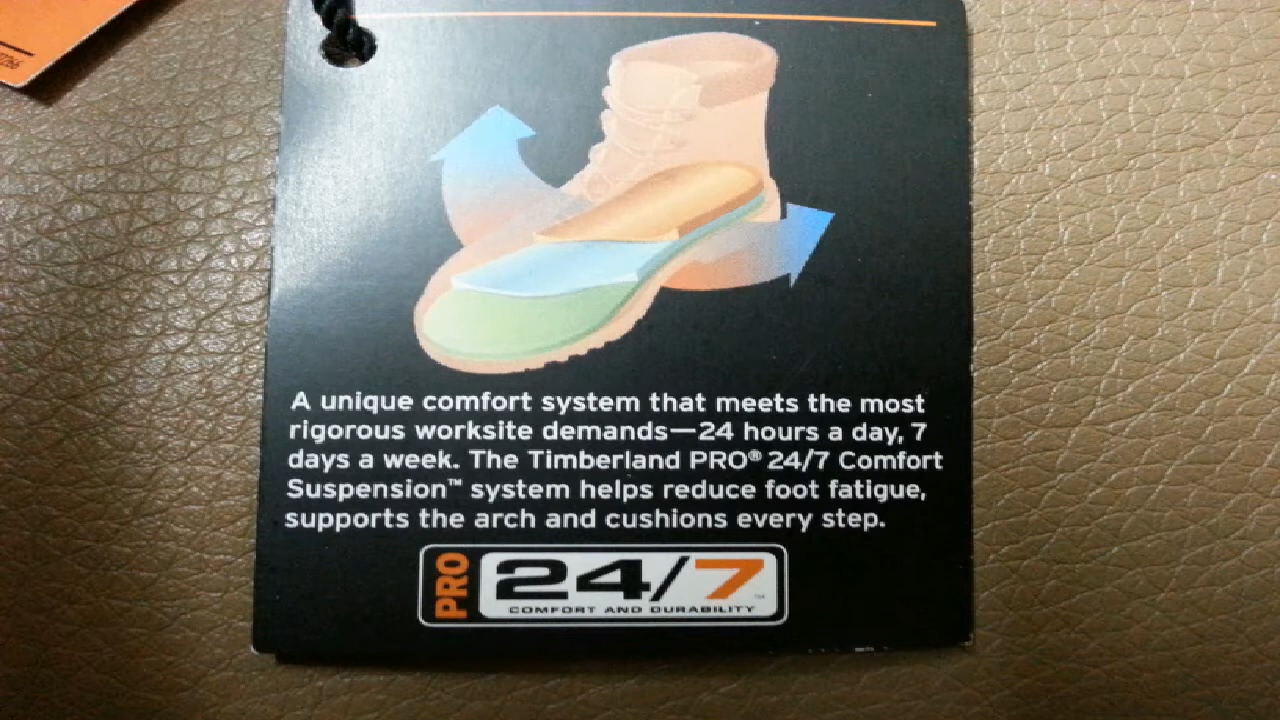 A unique comfort system that meets the most
rigorous worksite demands—24 hours a day, 7
days a week. The Timberland PRO® 24/7 Comfort
Suspension™ system helps reduce foot fatigue,
supports the arch and cushions every step.
PRO 24/7™
COMFORT AND DURABILITY